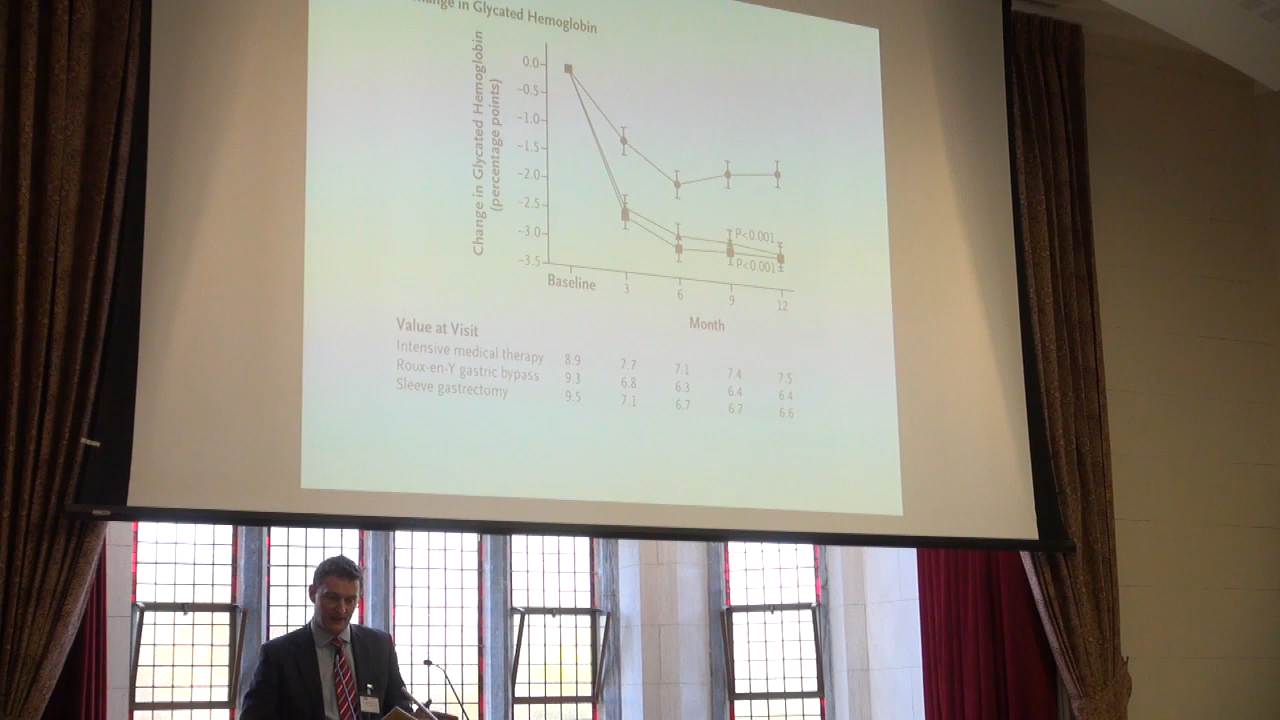 ange in Glycated Hemoglobin
Change in Glycated Hemoglobin
(percentage points)
0.0
-0.5
-1.0
-1.5
-2.0
-2.5
-3.0
-3.5
P<0.001
P<0.001
Baseline 3 6 9 12
Month
Value at Visit
Intensive medical therapy 8.9 7.7 7.1 7.4 7.5
Roux-en-Y gastric bypass 9.3 6.8 6.3 6.4 6.4
Sleeve gastrectomy 9.5 7.1 6.7 6.7 6.6